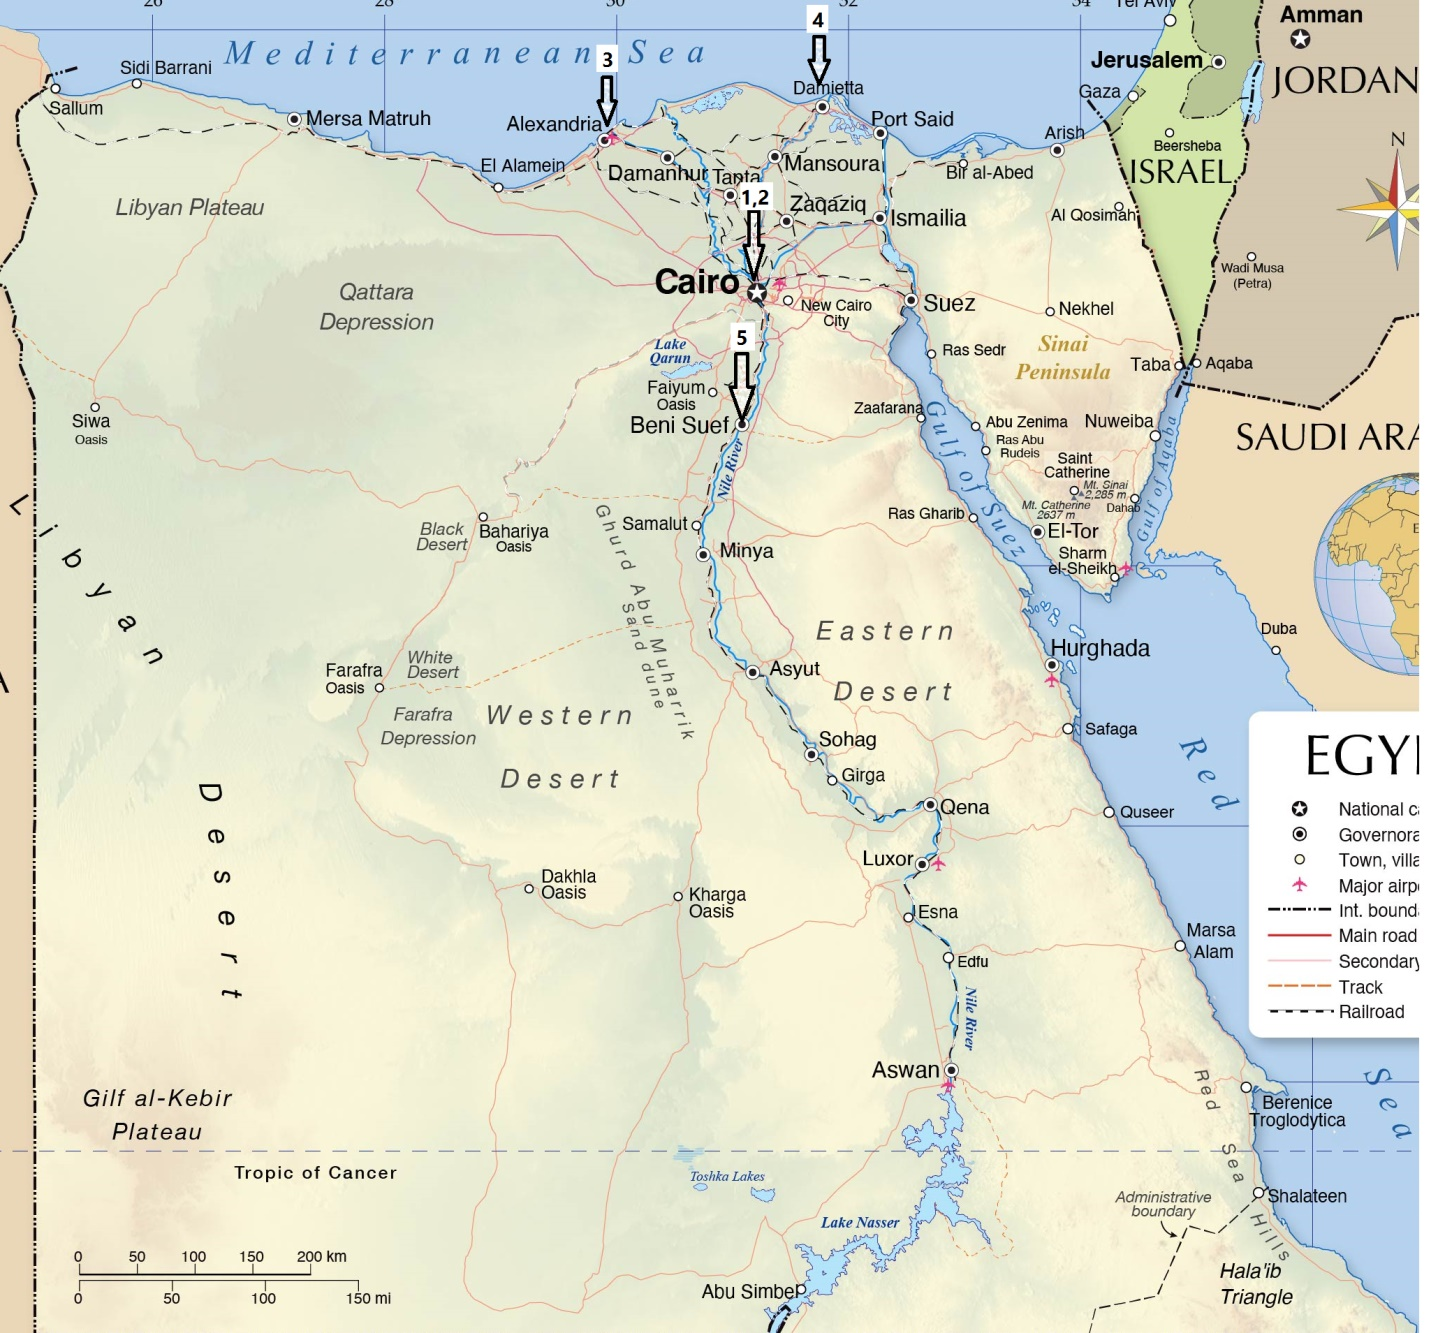 26
28
30
32
34
Mediterranean Sea
4
3
Sidi Barrani
Sallum
Mersa Matruh
Alexandria
El Alamein
Damanhur
Tanta
Damietta
Port Said
Mansoura
1,2
Zaqaziq
Ismailia
Bir al-Abed
Arish
Gaza
Tel Aviv
Jerusalem
Amman
JORDAN
Beersheba
ISRAEL
Al Qosimah
Wadi Musa
(Petra)
N
Libyan Plateau
Qattara
Depression
Cairo
New Cairo
City
Suez
Nekhel
Sinai
Peninsula
Ras Sedr
Taba
Aqaba
5
Lake
Qarun
Faiyum
Oasis
Beni Suef
Nile River
Siwa
Oasis
Zaafarana
Gulf of Suez
Abu Zenima
Ras Abu
Rudeis
Nuweiba
Saint
Catherine
Mt. Sinai
2,285 m
Mt. Catherine
2637 m
Dahab
Gulf of Aqaba
SAUDI ARA
Ras Gharib
El-Tor
Sharm
el-Sheikh
Black
Desert
Bahariya
Oasis
Samalut
Minya
Ghurd Abu Muharrik
Sand dune
Libyan
Desert
Eastern
Desert
Hurghada
Duba
Farafra
Oasis
White
Desert
Farafra
Depression
Western
Desert
Asyut
Sohag
Girga
Safaga
Qena
Quseer
Luxor
Red
Sea
Dakhla
Oasis
Kharga
Oasis
Esna
Edfu
Marsa
Alam
Nile River
Aswan
EGY
National ca
Governora
Town, villa
Major airpo
Int. bounda
Main road
Secondary
Track
Railroad
Gilf al-Kebir
Plateau
Tropic of Cancer
Toshka Lakes
Lake Nasser
Abu Simbel
Red Sea Hills
Berenice
Troglodytica
Administrative
boundary
Shalateen
Hala'ib
Triangle
0 50 100 150 200 km
0 50 100 150 mi